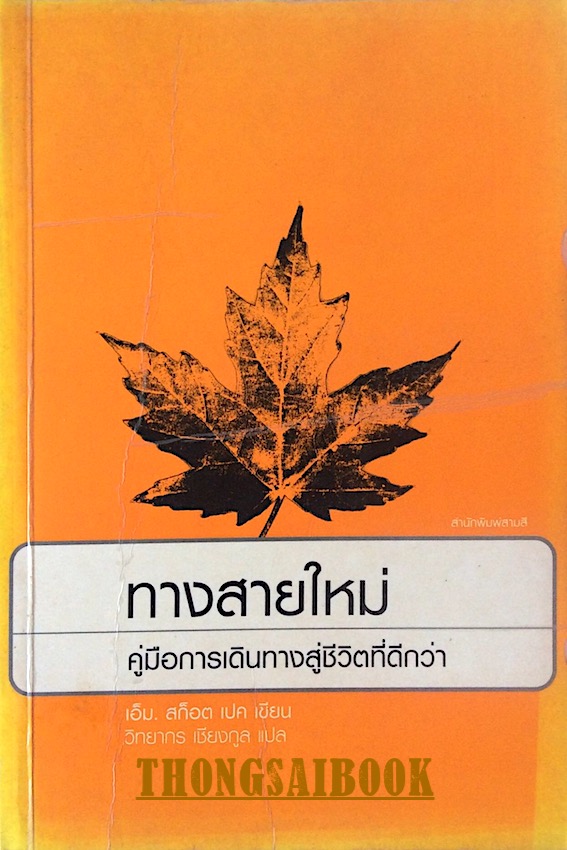 สำนักพิมพ์สามสี
ทางสายใหม่
คู่มือการเดินทางสู่ชีวิตที่ดีกว่า
เอ็ม. สก็อต เปค เขียน
วิทยากร เชียงกูล แปล
THONGSAIBOOK